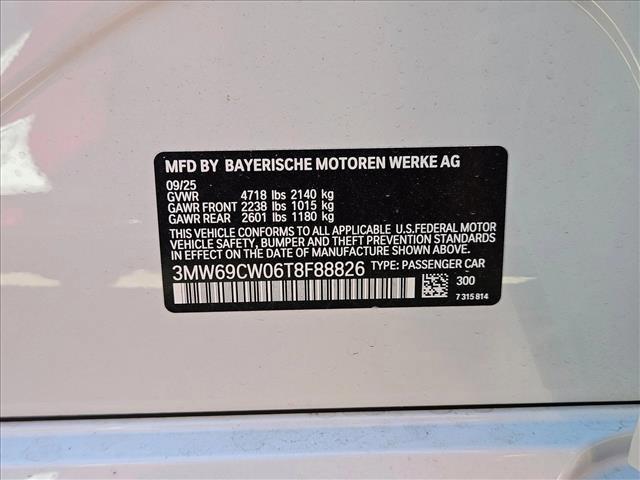 MFD BY BAYERISCHE MOTOREN WERKE AG
09/25
GVWR 4718 lbs 2140 kg
GAWR FRONT 2238 lbs 1015 kg
GAWR REAR 2601 lbs 1180 kg
THIS VEHICLE CONFORMS TO ALL APPLICABLE U.S.FEDERAL MOTOR
VEHICLE SAFETY, BUMPER AND THEFT PREVENTION STANDARDS
IN EFFECT ON THE DATE OF MANUFACTURE SHOWN ABOVE.
3MW69CW06T8F88826 TYPE: PASSENGER CAR
300
7 315 814